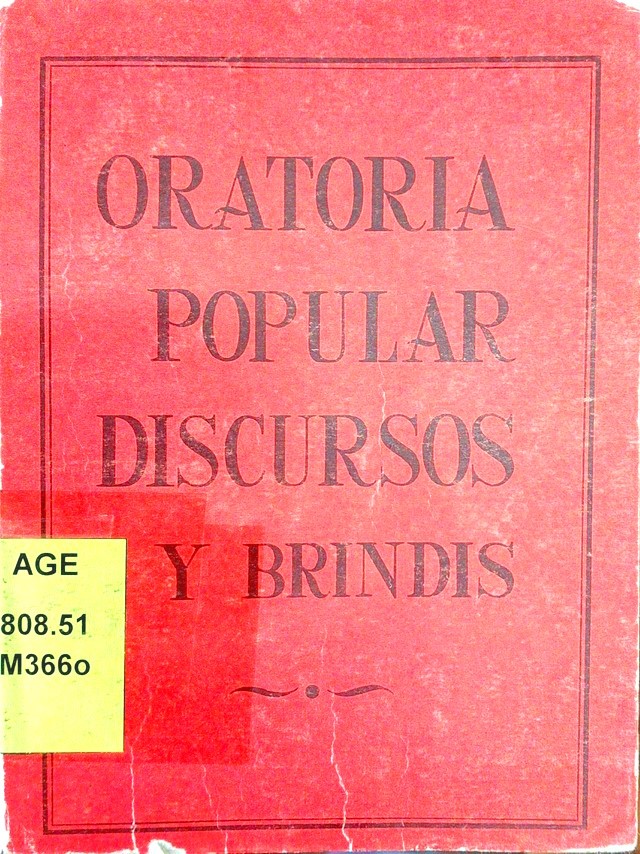 ORATORIA
POPULAR
DISCURSOS
Y BRINDIS
AGE
808.51
M366o